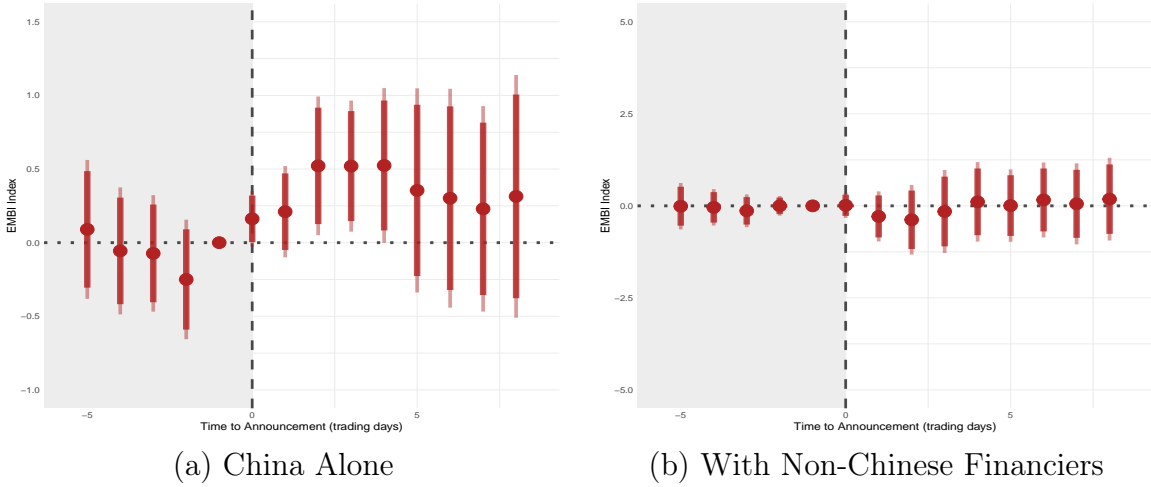 1.5
1.0
0.5
0.0
−0.5
−1.0
EMBI Index
−5
0
5
Time to Announcement (trading days)
(a) China Alone
5.0
2.5
0.0
−2.5
−5.0
EMBI Index
−5
0
5
Time to Announcement (trading days)
(b) With Non-Chinese Financiers